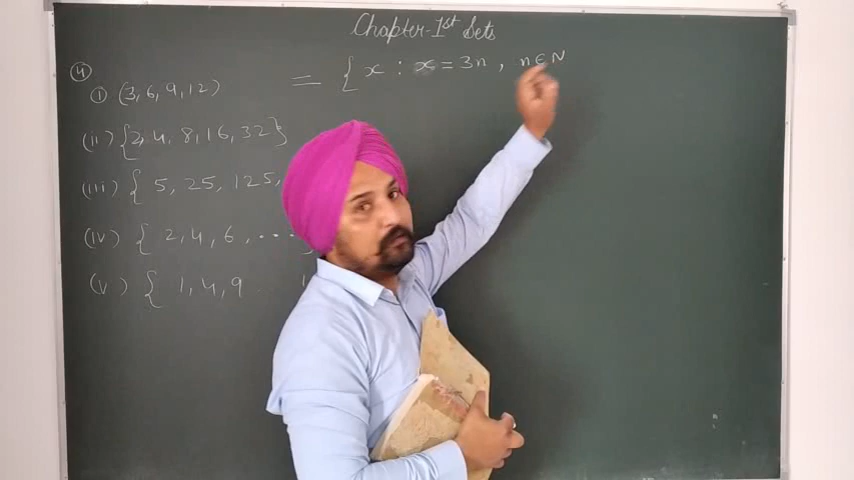 Chapter-1st Sets
④
(i) (3, 6, 9, 12) = { x : x = 3n, n ∈ N
(ii) {2, 4, 8, 16, 32}
(iii) { 5, 25, 125,
(iv) { 2, 4, 6, ....
(v) { 1, 4, 9 ..